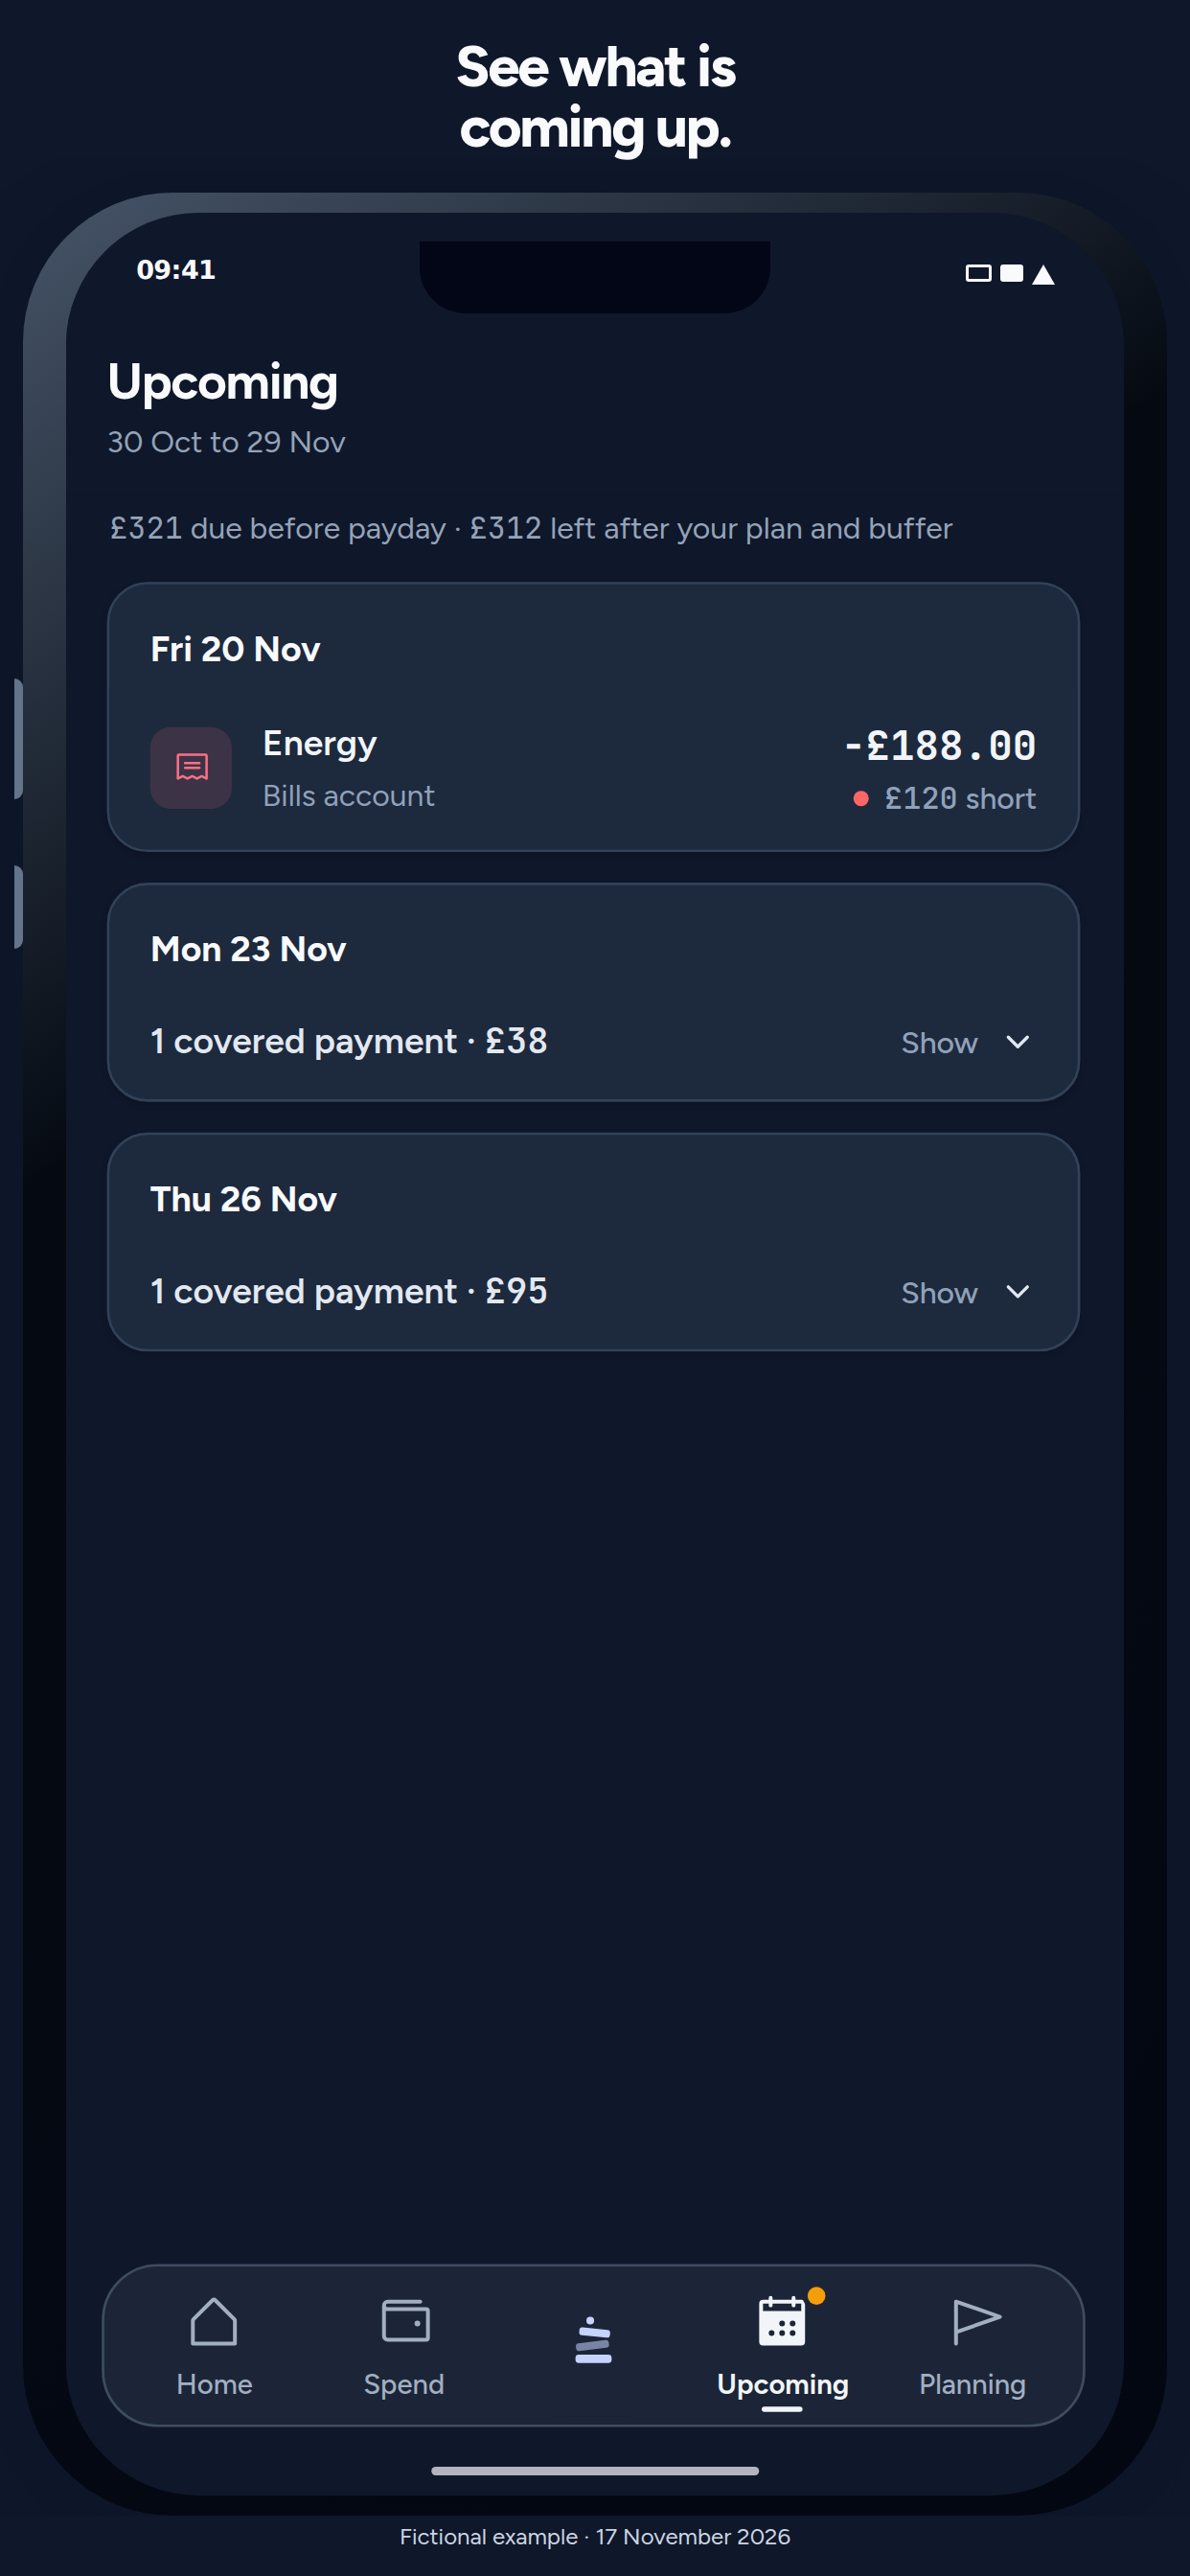 See what is
coming up.
09:41
Upcoming
30 Oct to 29 Nov
£321 due before payday · £312 left after your plan and buffer
Fri 20 Nov
Energy
-£188.00
Bills account
£120 short
Mon 23 Nov
1 covered payment · £38
Show
Thu 26 Nov
1 covered payment · £95
Show
Home
Spend
Upcoming
Planning
Fictional example · 17 November 2026